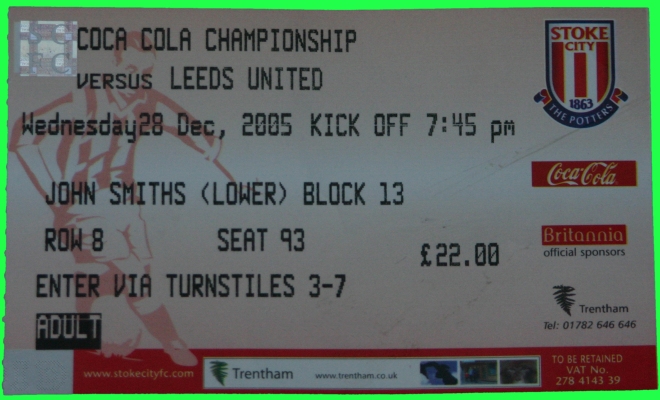 COCA COLA CHAMPIONSHIP
VERSUS LEEDS UNITED
Wednesday28 Dec, 2005 KICK OFF 7:45 pm
STOKE
CITY
1863
THE POTTERS
JOHN SMITHS (LOWER) BLOCK 13
Coca-Cola
ROW 8 SEAT 93
£22.00
Britannia
official sponsors
ENTER VIA TURNSTILES 3-7
Trentham
Tel: 01782 646 646
ADULT
www.stokecityfc.com
Trentham
www.trentham.co.uk
TO BE RETAINED
VAT No.
278 4143 39